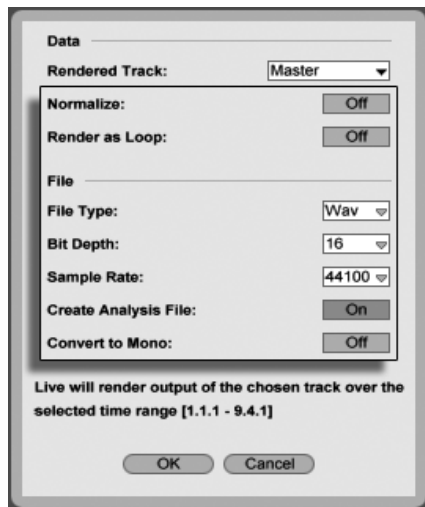 Data
Rendered Track: Master
Normalize: Off
Render as Loop: Off
File
File Type: Wav
Bit Depth: 16
Sample Rate: 44100
Create Analysis File: On
Convert to Mono: Off
Live will render output of the chosen track over the
selected time range [1.1.1 - 9.4.1]
OK Cancel